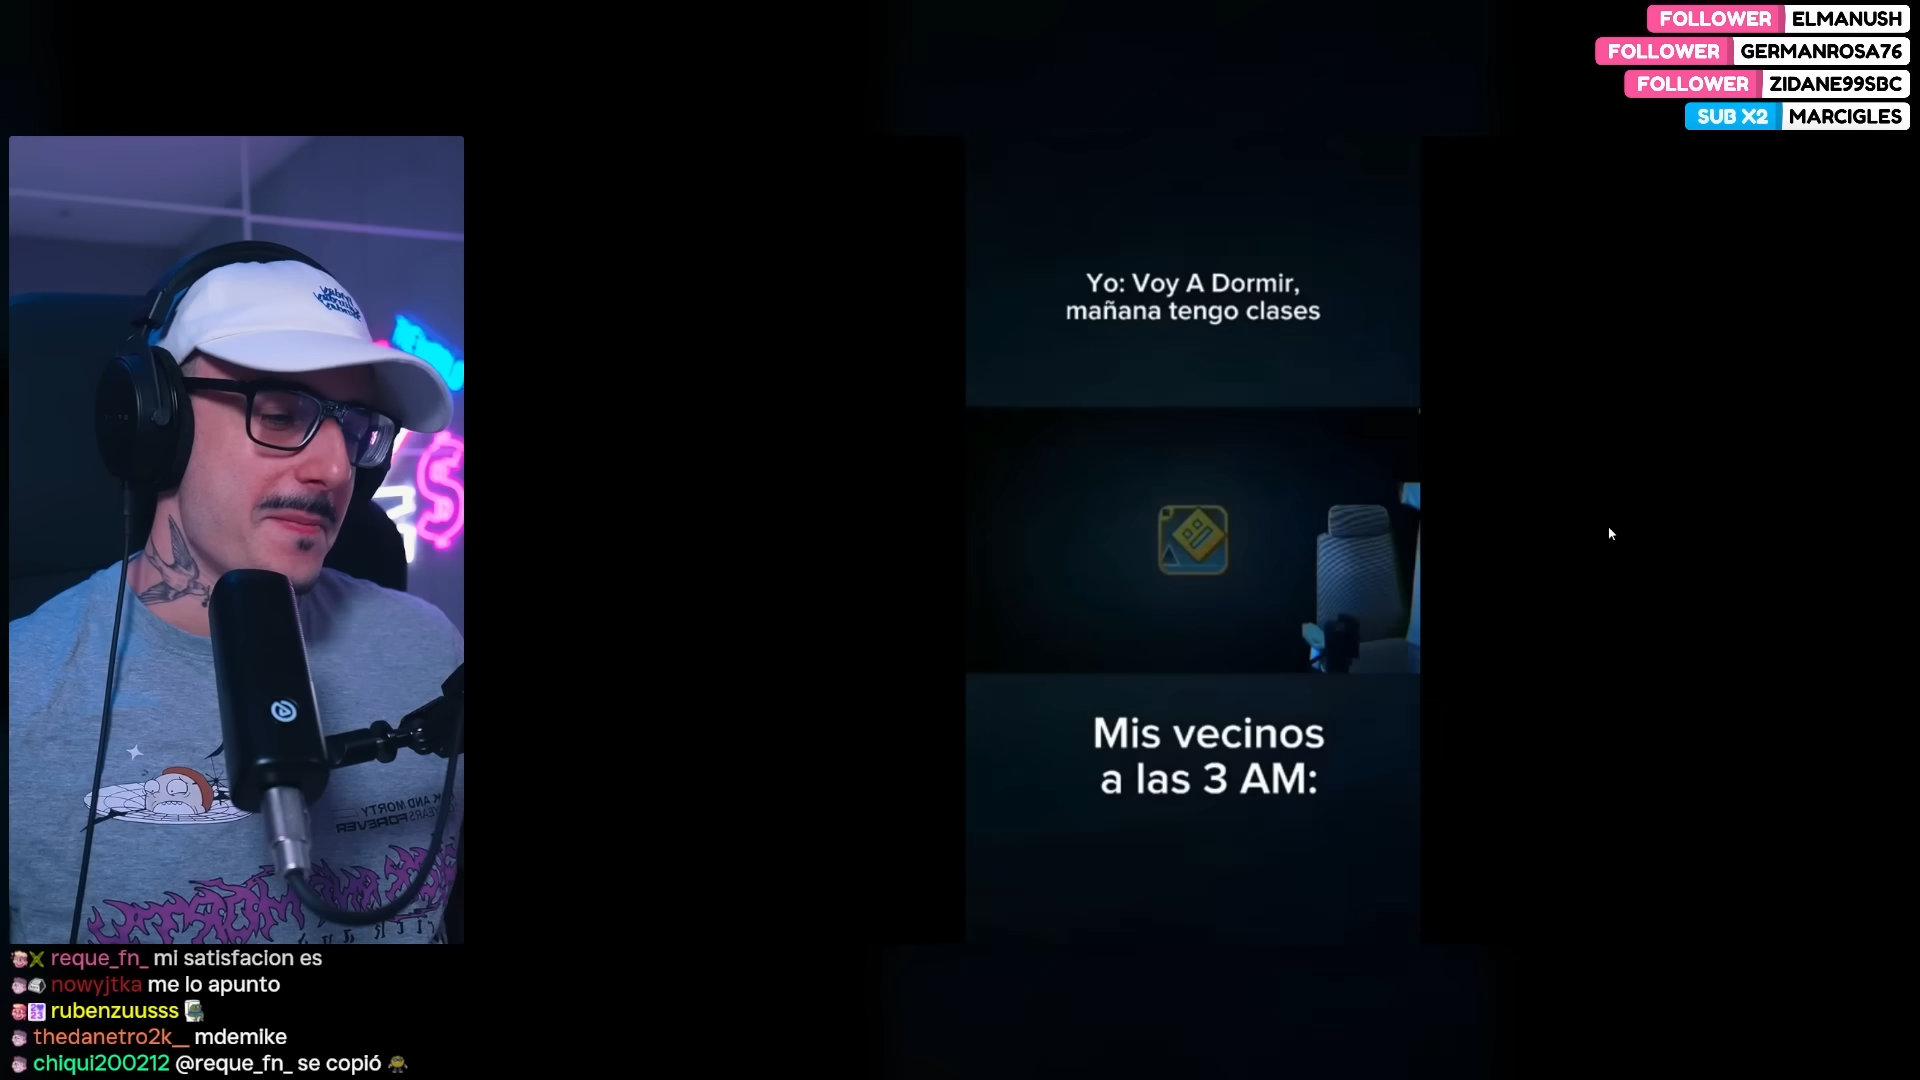 FOLLOWER ELMANUSH
FOLLOWER GERMANROSA76
FOLLOWER ZIDANE99SBC
SUB X2 MARCIGLES
Yo: Voy A Dormir,
mañana tengo clases
Mis vecinos
a las 3 AM:
reque_fn_ mi satisfacion es
nowyjtka me lo apunto
rubenzuusss
thedanetro2k__ mdemike
chiqui200212 @reque_fn_ se copió